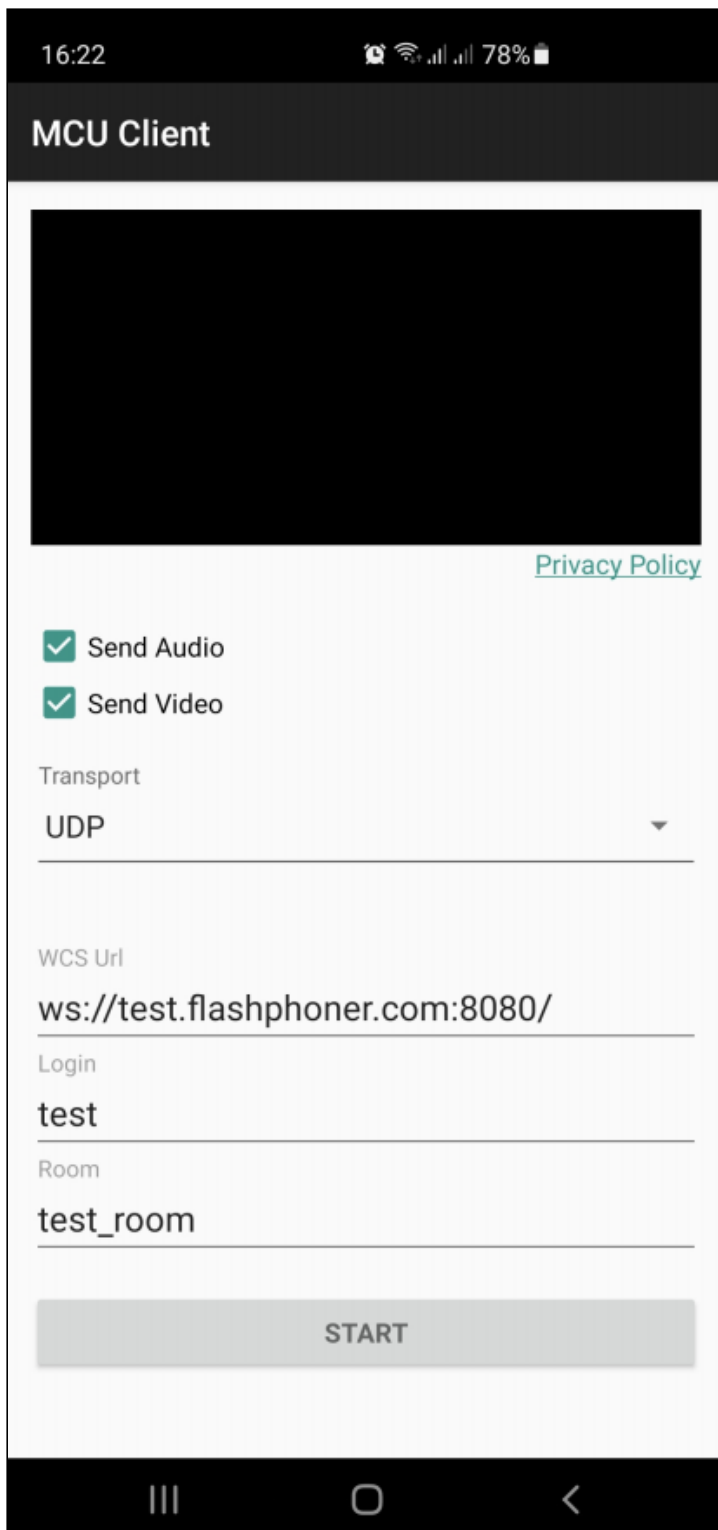 16:22 78%
MCU Client
Privacy Policy
Send Audio
Send Video
Transport
UDP
WCS Url
ws://test.flashphoner.com:8080/
Login
test
Room
test_room
START